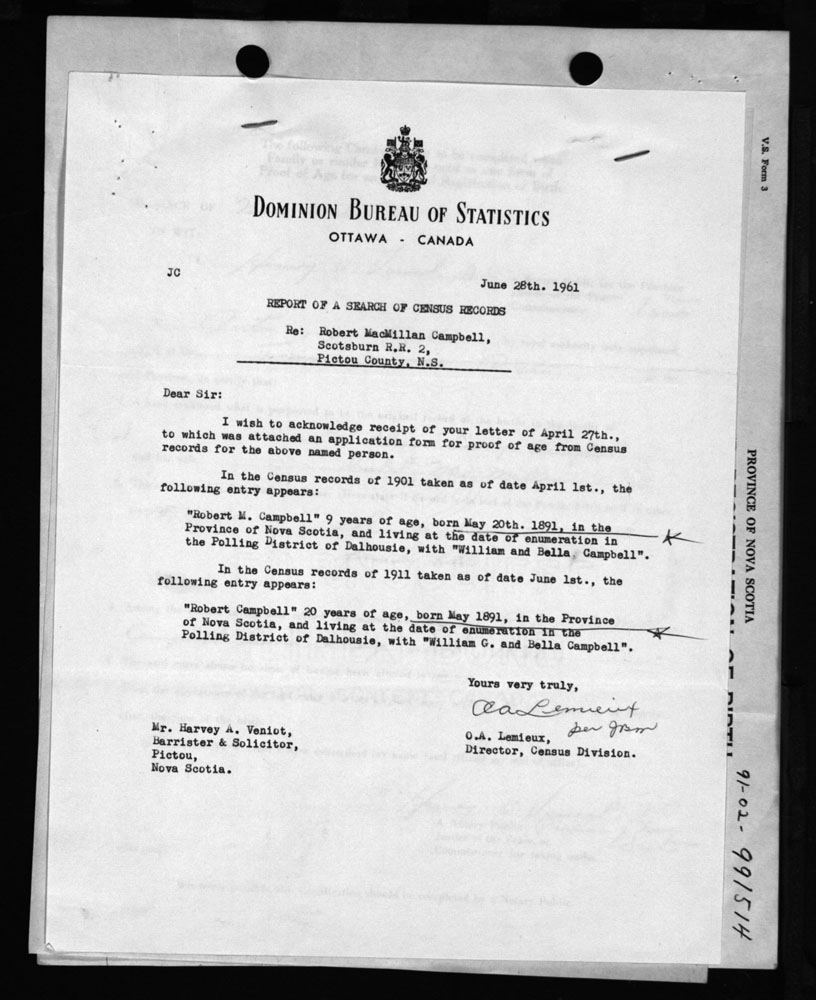 DOMINION BUREAU OF STATISTICS
OTTAWA - CANADA
JC
June 28th. 1961
REPORT OF A SEARCH OF CENSUS RECORDS
Re: Robert MacMillan Campbell,
Scotsburn R.R. 2,
Pictou County, N.S.
Dear Sir:
I wish to acknowledge receipt of your letter of April 27th.,
to which was attached an application form for proof of age from Census
records for the above named person.
In the Census records of 1901 taken as of date April 1st., the
following entry appears:
"Robert M. Campbell" 9 years of age, born May 20th. 1891, in the
Province of Nova Scotia, and living at the date of enumeration in
the Polling District of Dalhousie, with "William and Bella Campbell".
In the Census records of 1911 taken as of date June 1st., the
following entry appears:
"Robert Campbell" 20 years of age, born May 1891, in the Province
of Nova Scotia, and living at the date of enumeration in the
Polling District of Dalhousie, with "William G. and Bella Campbell".
Yours very truly,
OA Lemieux
per
O.A. Lemieux,
Director, Census Division.
Mr. Harvey A. Veniot,
Barrister & Solicitor,
Pictou,
Nova Scotia.
V.S. Form 3
PROVINCE OF NOVA SCOTIA
91-02-991514